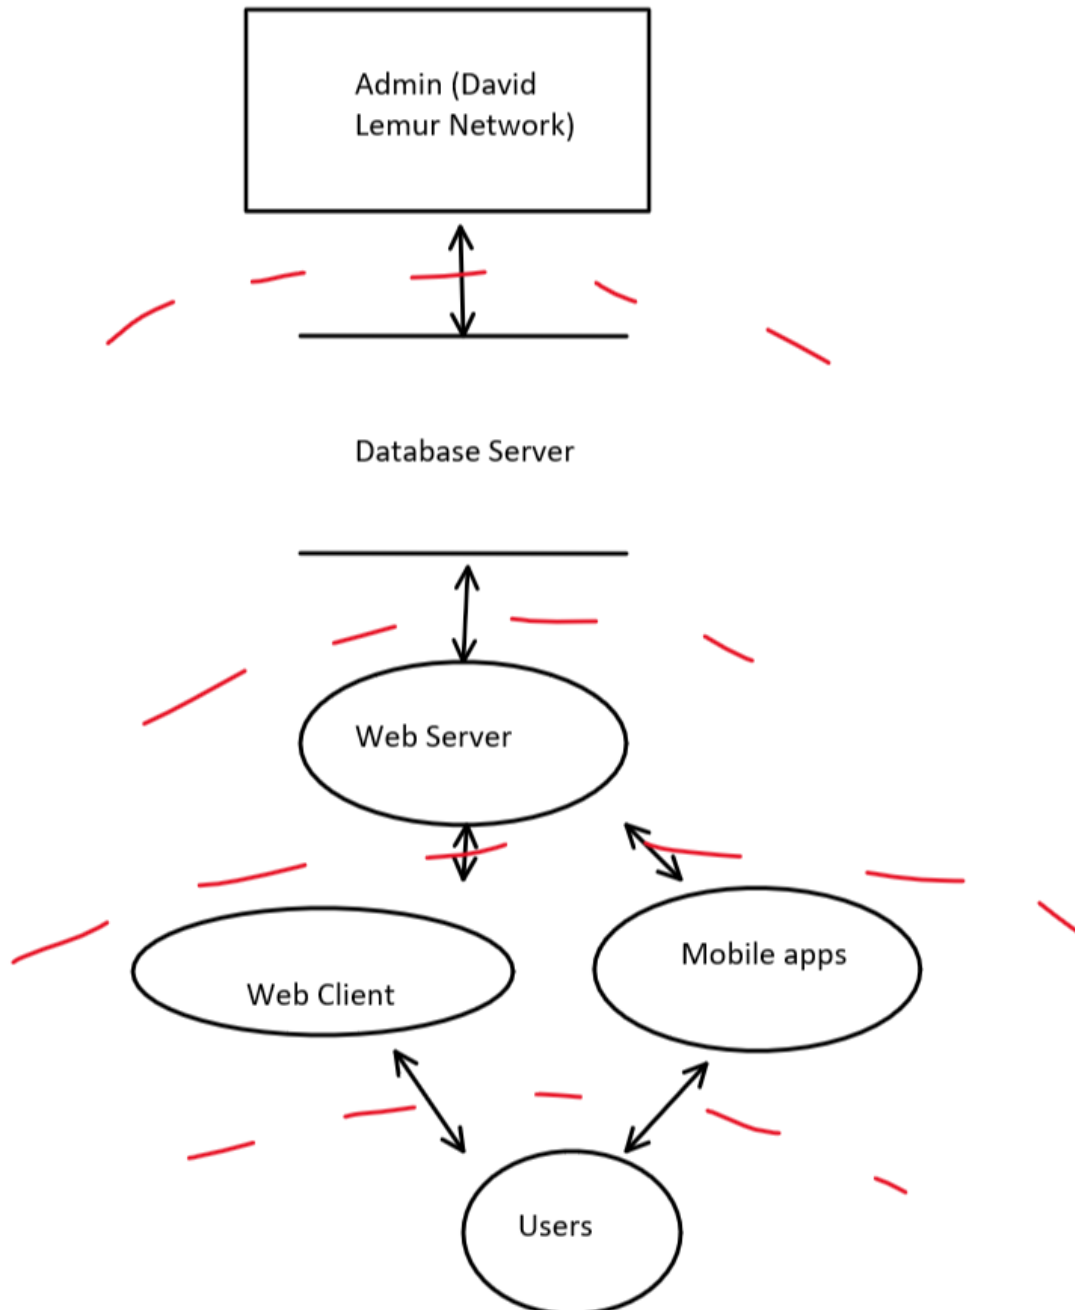 Admin (David
Lemur Network)
Database Server
Web Server
Mobile apps
Web Client
Users